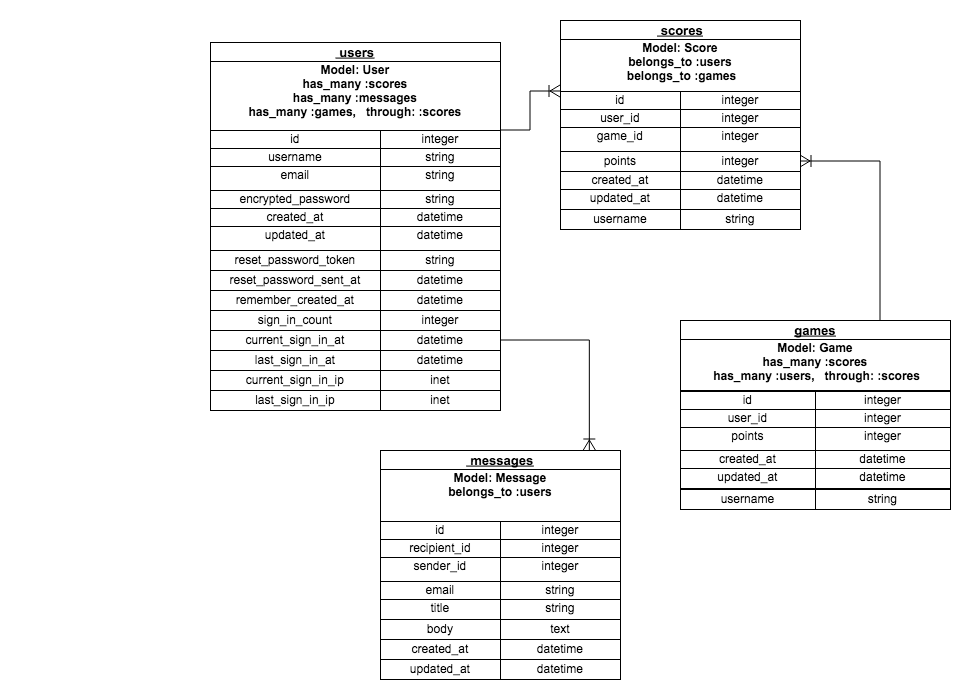 users
Model: User
has_many :scores
has_many :messages
has_many :games, through: :scores
id integer
username string
email string
encrypted_password string
created_at datetime
updated_at datetime
reset_password_token string
reset_password_sent_at datetime
remember_created_at datetime
sign_in_count integer
current_sign_in_at datetime
last_sign_in_at datetime
current_sign_in_ip inet
last_sign_in_ip inet
scores
Model: Score
belongs_to :users
belongs_to :games
id integer
user_id integer
game_id integer
points integer
created_at datetime
updated_at datetime
username string
games
Model: Game
has_many :scores
has_many :users, through: :scores
id integer
user_id integer
points integer
created_at datetime
updated_at datetime
username string
messages
Model: Message
belongs_to :users
id integer
recipient_id integer
sender_id integer
email string
title string
body text
created_at datetime
updated_at datetime